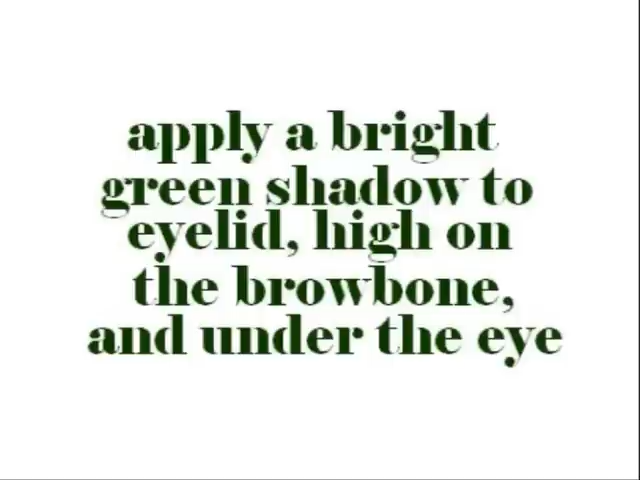 apply a bright
green shadow to
eyelid, high on
the browbone,
and under the eye